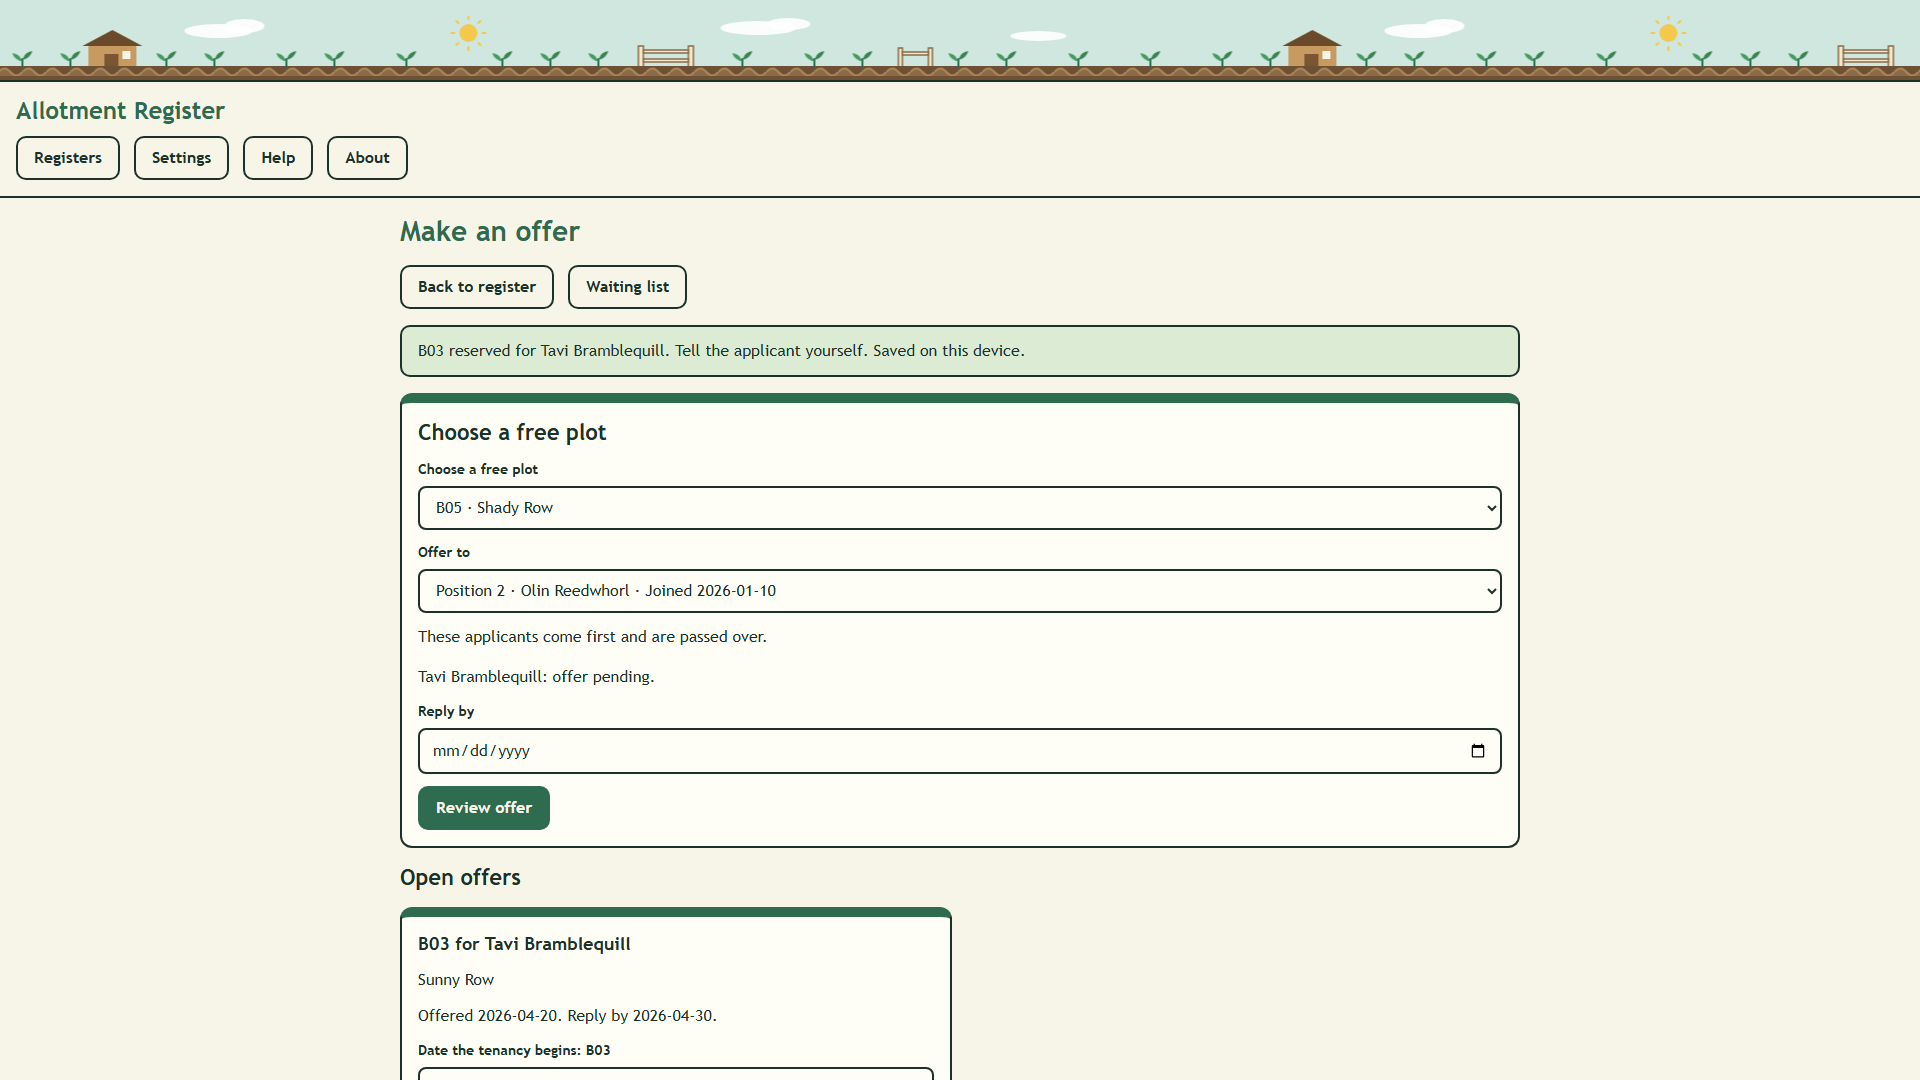 Allotment Register
Registers
Settings
Help
About
Make an offer
Back to register
Waiting list
B03 reserved for Tavi Bramblequill. Tell the applicant yourself. Saved on this device.
Choose a free plot
Choose a free plot
B05 · Shady Row
Offer to
Position 2 · Olin Reedwhorl · Joined 2026-01-10
These applicants come first and are passed over.
Tavi Bramblequill: offer pending.
Reply by
mm/dd/yyyy
Review offer
Open offers
B03 for Tavi Bramblequill
Sunny Row
Offered 2026-04-20. Reply by 2026-04-30.
Date the tenancy begins: B03